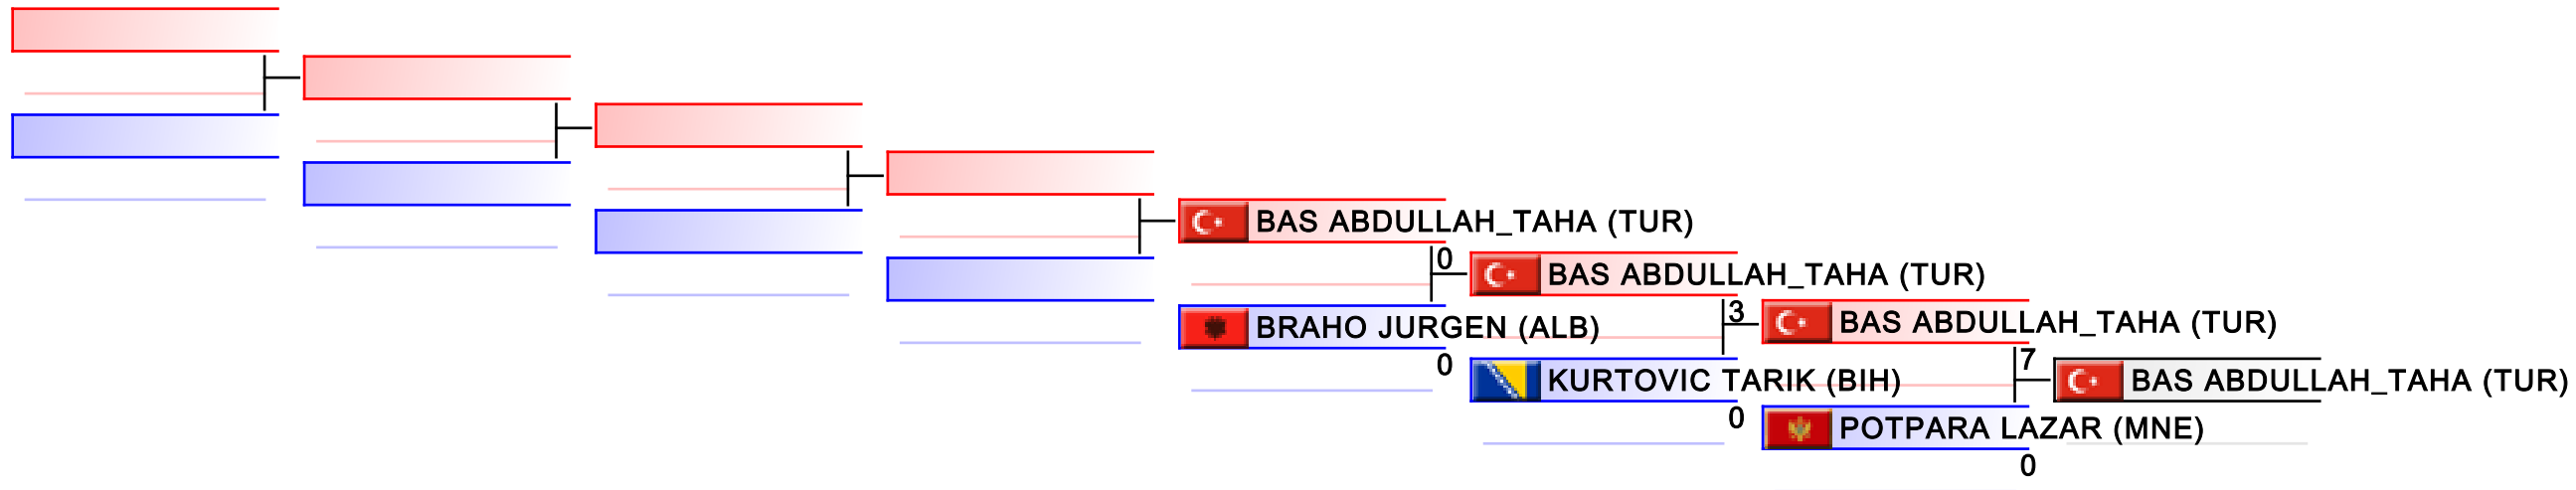 BAS ABDULLAH_TAHA (TUR)
0
BAS ABDULLAH_TAHA (TUR)
3
BRAHO JURGEN (ALB)
BAS ABDULLAH_TAHA (TUR)
0
7
KURTOVIC TARIK (BIH)
BAS ABDULLAH_TAHA (TUR)
0
POTPARA LAZAR (MNE)
0